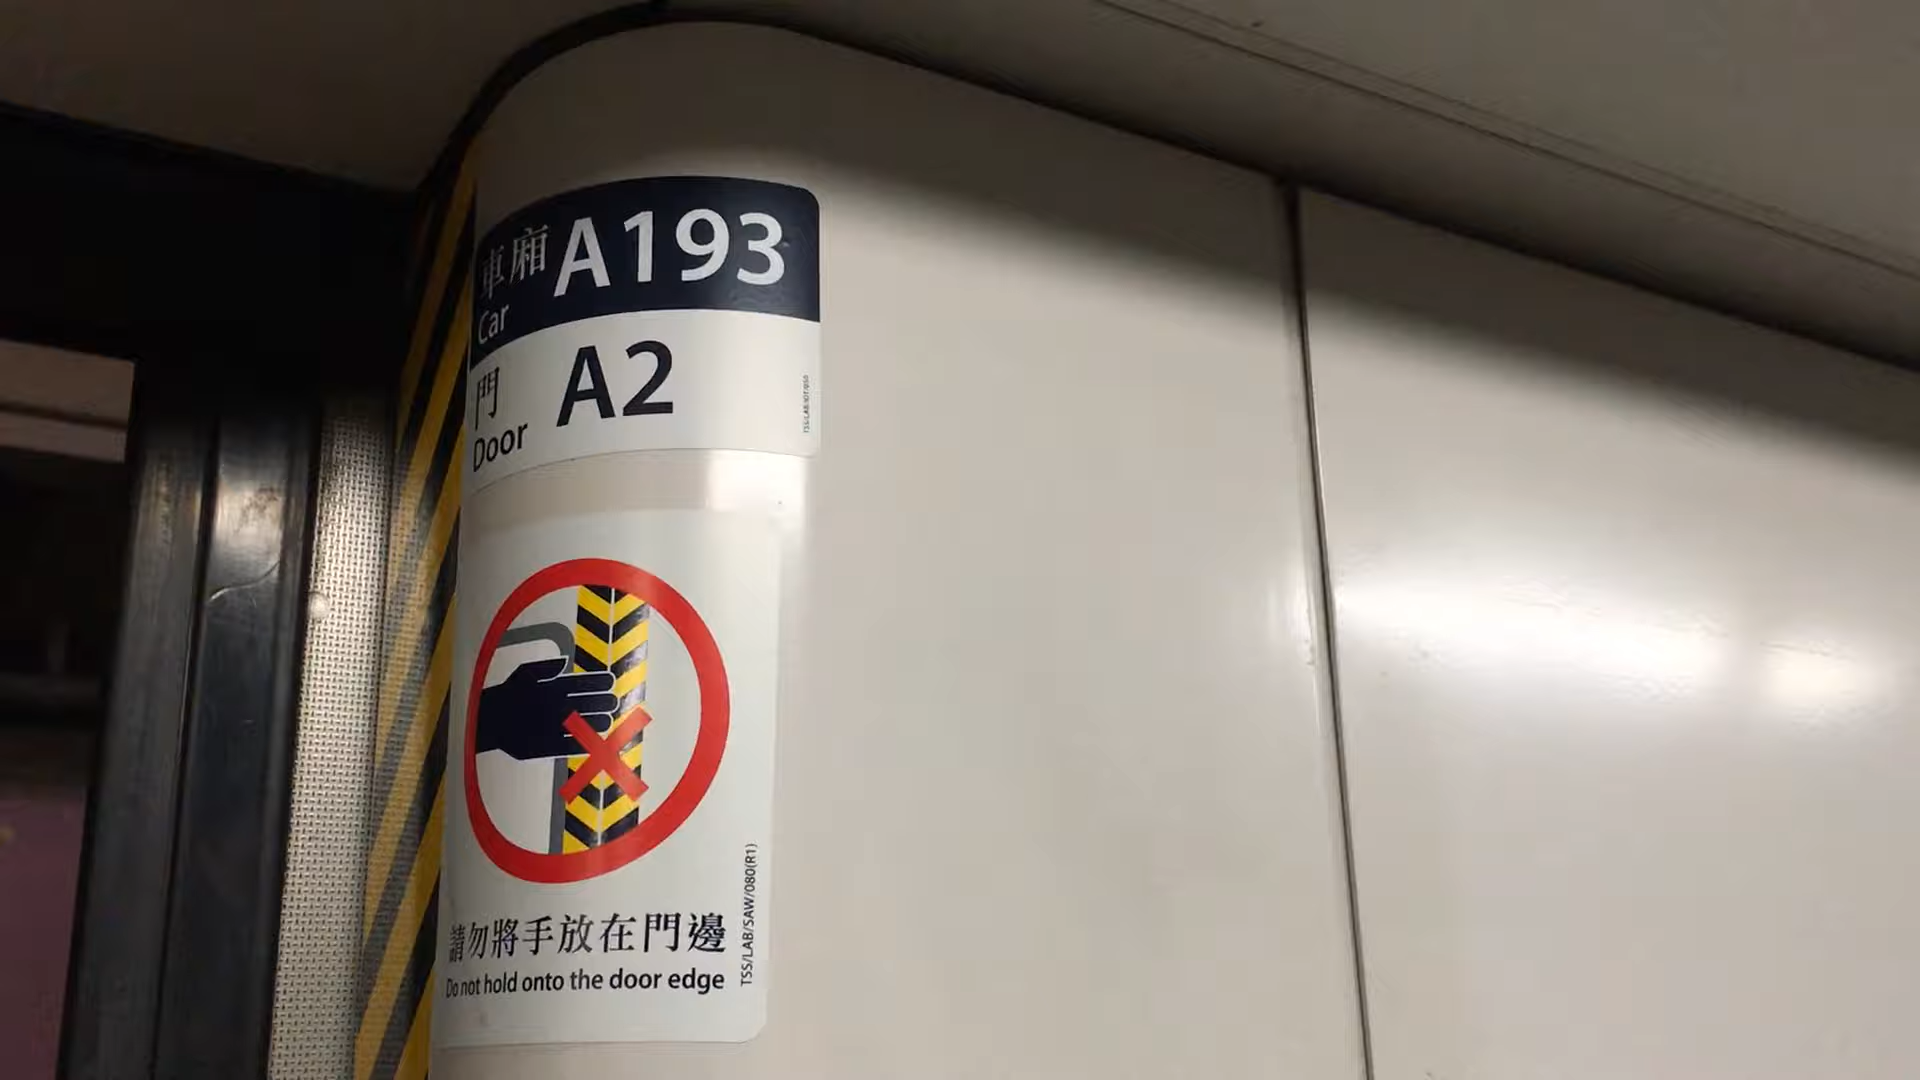 車廂 A193
Car
門 A2
Door
請勿將手放在門邊
Do not hold onto the door edge
TSS/LAB/SAW/080(R1)